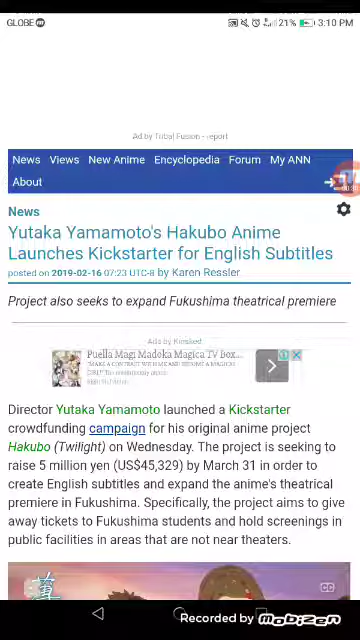 GLOBE
21% 3:10 PM
Ad by Tribal Fusion - report
News Views New Anime Encyclopedia Forum My ANN
About
News
Yutaka Yamamoto's Hakubo Anime
Launches Kickstarter for English Subtitles
posted on 2019-02-16 07:23 UTC-8 by Karen Ressler
Project also seeks to expand Fukushima theatrical premiere
Ads by Kiosked
Puella Magi Madoka Magica TV Box...
Director Yutaka Yamamoto launched a Kickstarter
crowdfunding campaign for his original anime project
Hakubo (Twilight) on Wednesday. The project is seeking to
raise 5 million yen (US$45,329) by March 31 in order to
create English subtitles and expand the anime's theatrical
premiere in Fukushima. Specifically, the project aims to give
away tickets to Fukushima students and hold screenings in
public facilities in areas that are not near theaters.
CC
Recorded by mobizen